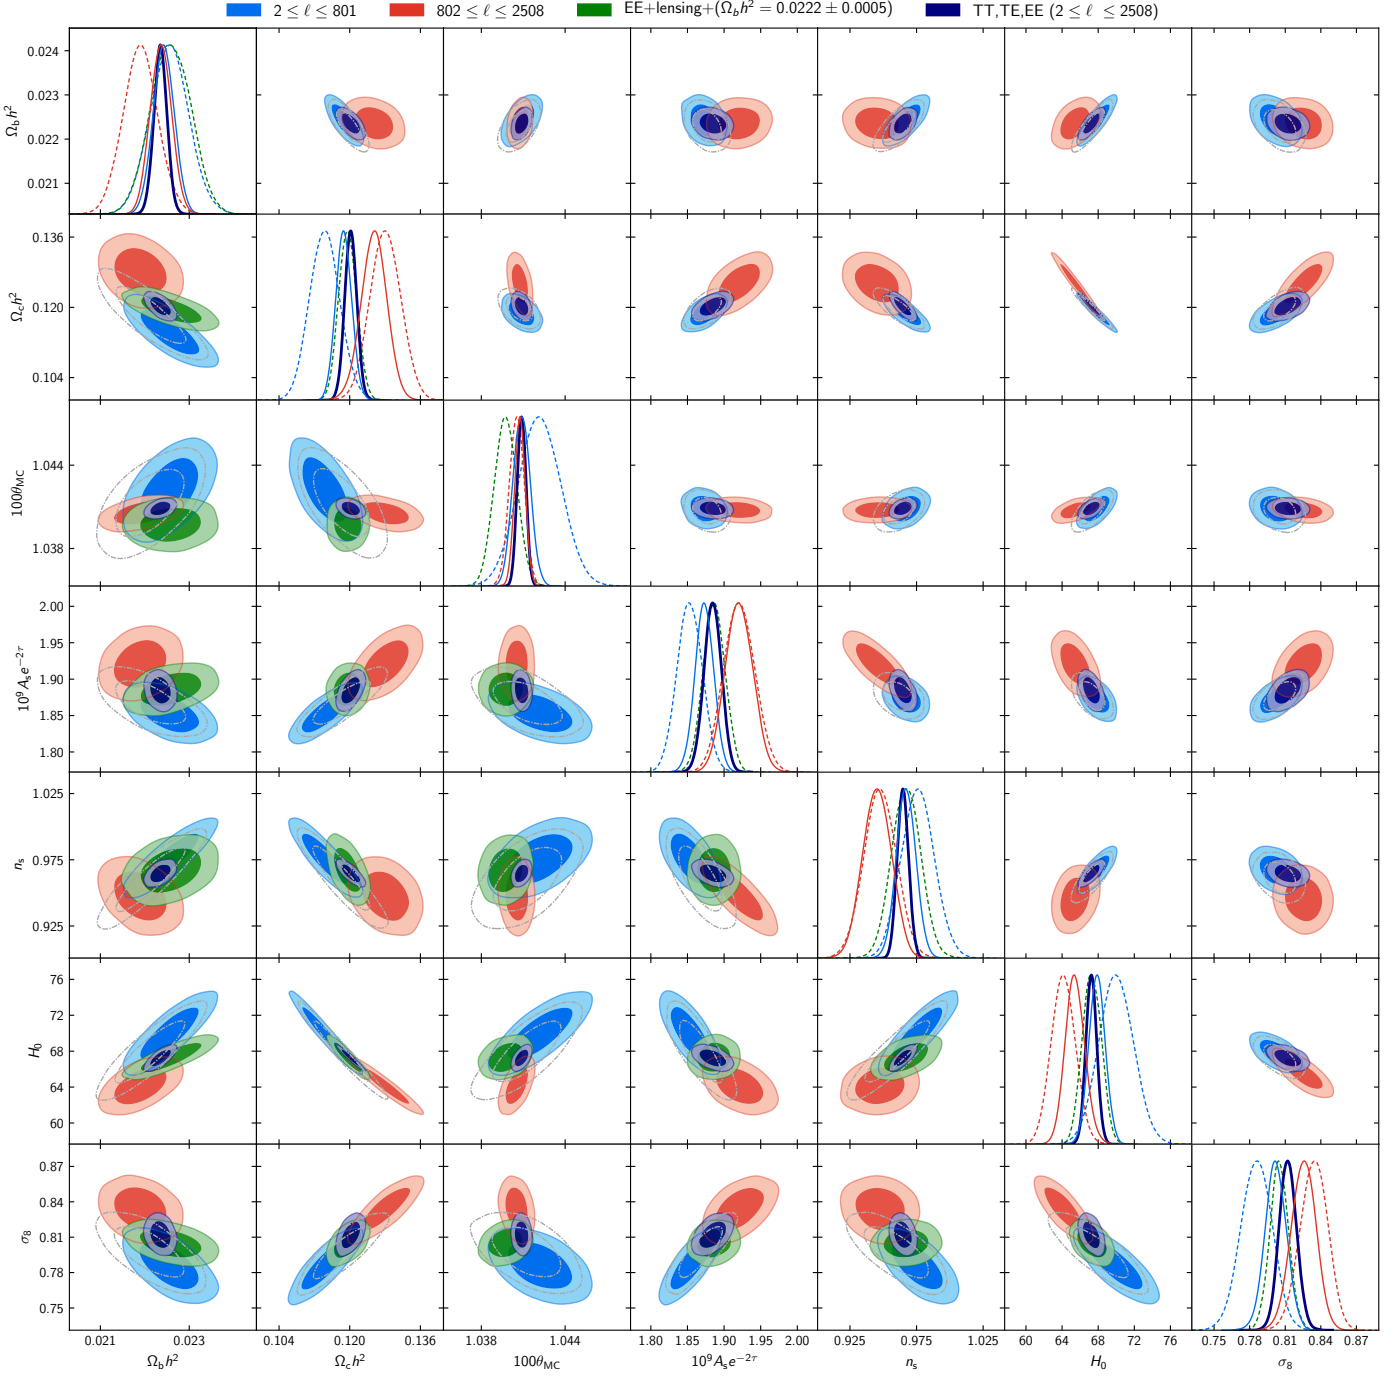 2 ≤ ℓ ≤ 801 802 ≤ ℓ ≤ 2508 EE+lensing+(Ω_b h² = 0.0222 ± 0.0005) TT,TE,EE (2 ≤ ℓ ≤ 2508)
0.024
0.023
0.022
0.021
Ω_b h²
0.136
0.120
0.104
Ω_c h²
1.044
1.038
100θ_MC
2.00
1.95
1.90
1.85
1.80
10⁹A_s e^{−2τ}
1.025
0.975
0.925
n_s
76
72
68
64
60
H_0
0.87
0.84
0.81
0.78
0.75
σ_8
0.021 0.023 0.104 0.120 0.136 1.038 1.044 1.80 1.85 1.90 1.95 2.00 0.925 0.975 1.025 60 64 68 72 76 0.75 0.78 0.81 0.84 0.87
Ω_b h² Ω_c h² 100θ_MC 10⁹A_s e^{−2τ} n_s H_0 σ_8